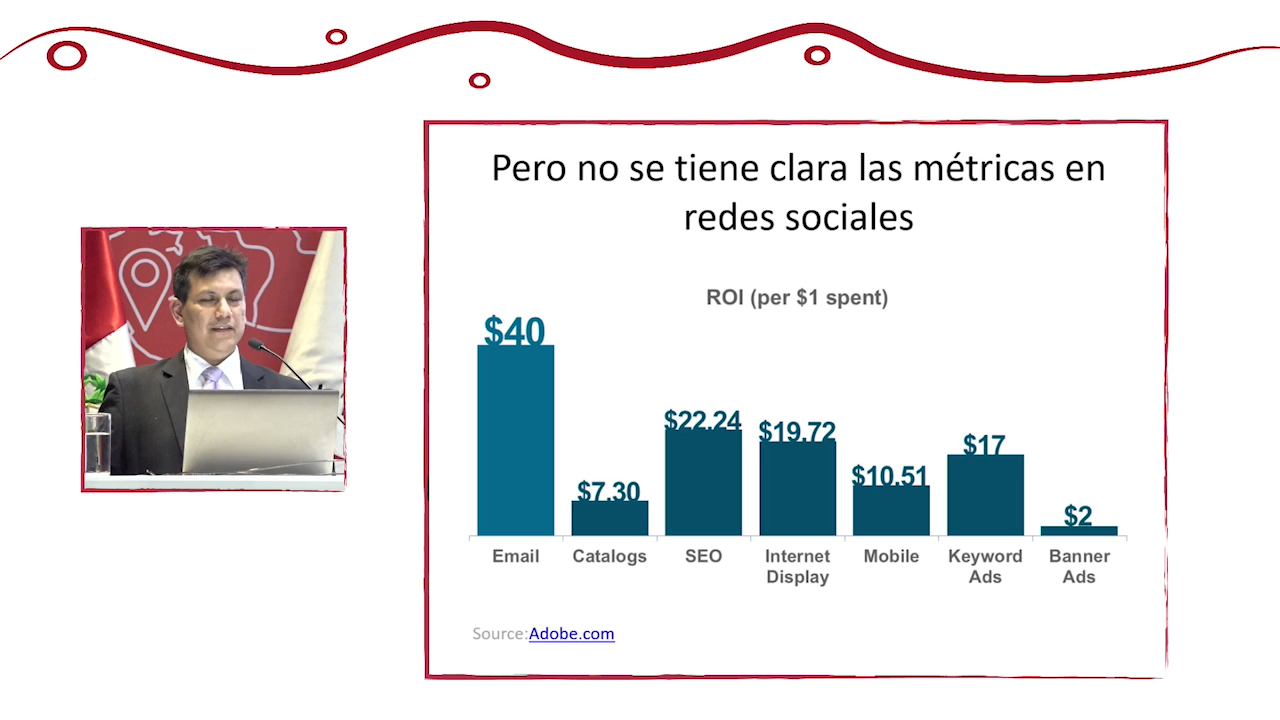 Pero no se tiene clara las métricas en
redes sociales
ROI (per $1 spent)
$40
$7.30
$22.24
$19.72
$10.51
$17
$2
Email
Catalogs
SEO
Internet
Display
Mobile
Keyword
Ads
Banner
Ads
Source:Adobe.com